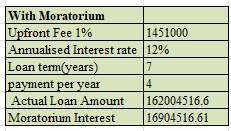 With Moratorium
Upfront Fee 1% 1451000
Annualised Interest rate 12%
Loan term(years) 7
payment per year 4
Actual Loan Amount 162004516.6
Moratorium Interest 16904516.61